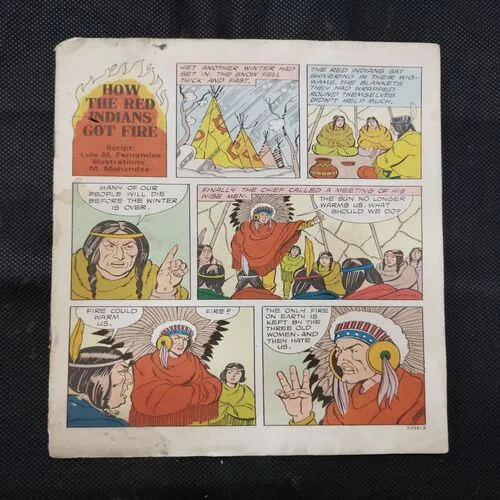 HOW
THE RED
INDIANS
GOT FIRE
Script:
Luis M. Fernandes
Illustrations:
M. Mohandas
YET ANOTHER WINTER HAD
SET IN. THE SNOW FELL
THICK AND FAST.
THE RED INDIANS SAT
SHIVERING IN THEIR WIG-
WAMS. THE BLANKETS
THEY HAD WRAPPED
ROUND THEMSELVES
DIDN'T HELP MUCH.
MANY OF OUR
PEOPLE WILL DIE
BEFORE THE WINTER
IS OVER.
FINALLY THE CHIEF CALLED A MEETING OF HIS
WISE MEN.
THE SUN NO LONGER
WARMS US. WHAT
SHOULD WE DO?
FIRE COULD
WARM
US.
FIRE?
THE ONLY FIRE
ON EARTH IS
KEPT BY THE
THREE OLD
WOMEN. AND
THEY HATE
US.
TINKLE